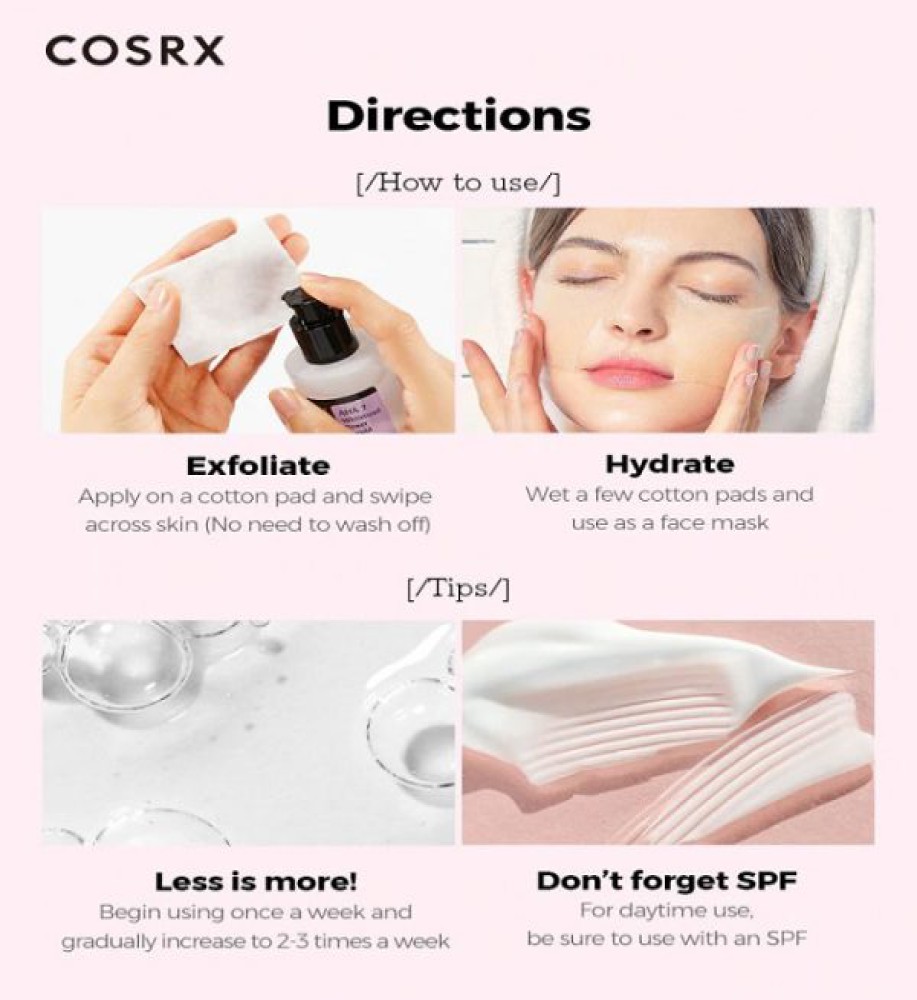 COSRX
Directions
[/How to use/]
AHA 7
Whitehead
Power
Exfoliate
Apply on a cotton pad and swipe
across skin (No need to wash off)
Hydrate
Wet a few cotton pads and
use as a face mask
[/Tips/]
Less is more!
Begin using once a week and
gradually increase to 2-3 times a week
Don't forget SPF
For daytime use,
be sure to use with an SPF